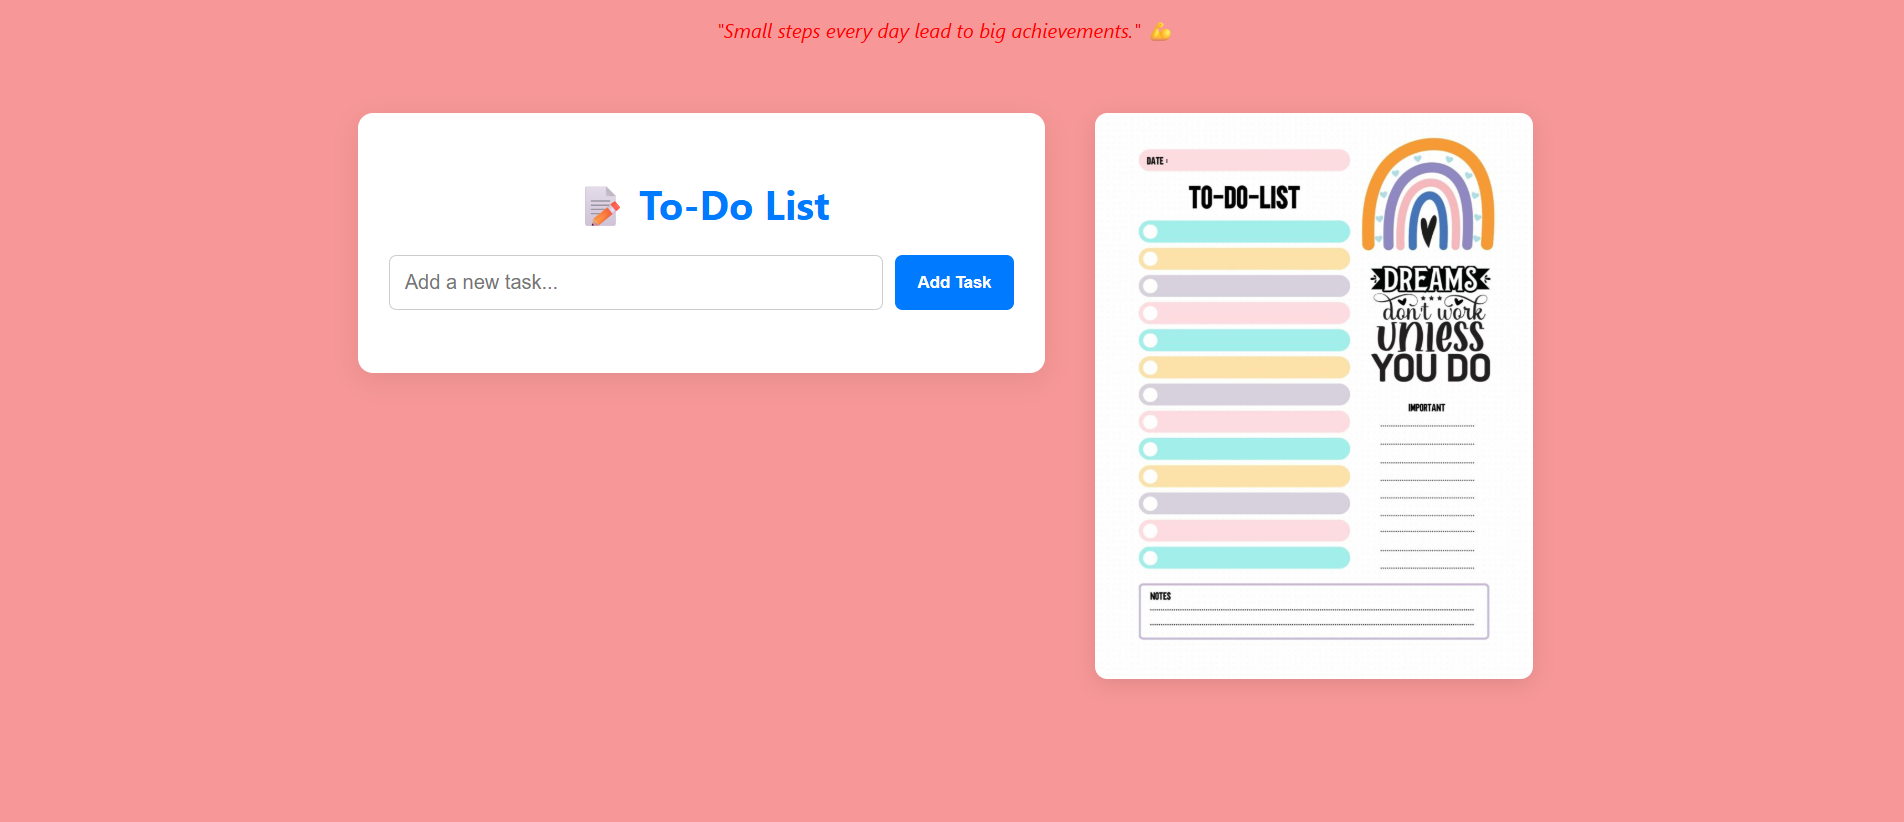 "Small steps every day lead to big achievements." 💪
📝 To-Do List
Add a new task...
Add Task
DATE :
TO-DO-LIST
DREAMS
don't work
UNLESS
YOU DO
IMPORTANT
NOTES